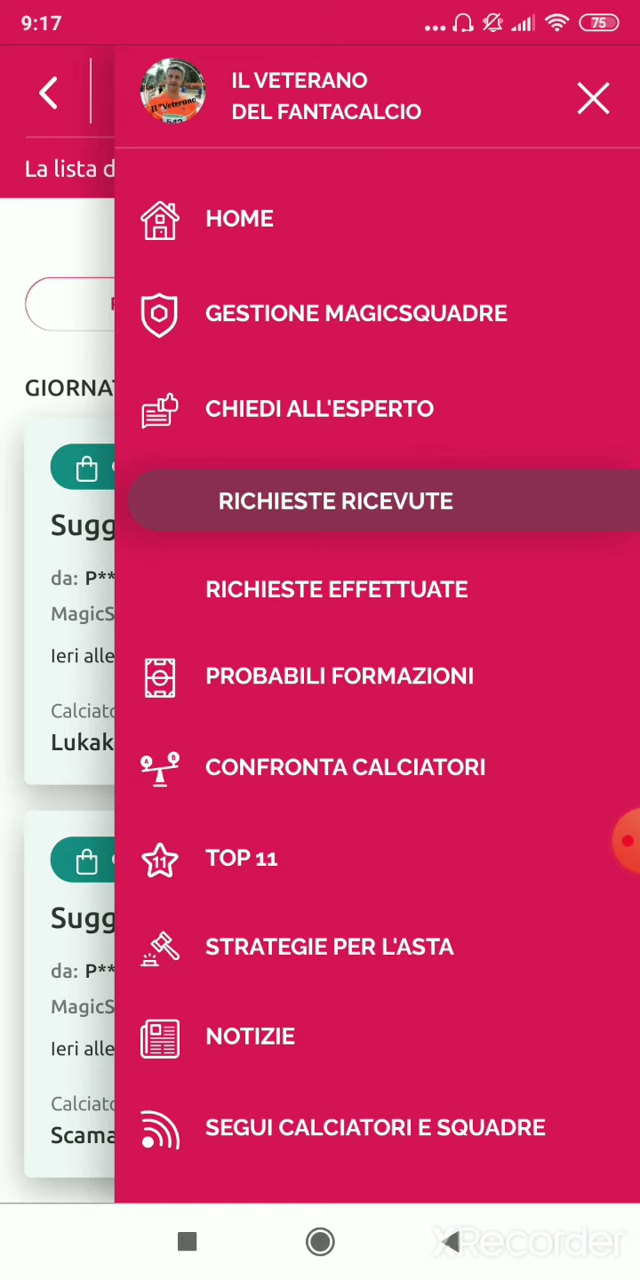 9:17
75
IL VETERANO
DEL FANTACALCIO
La lista d
HOME
GESTIONE MAGICSQUADRE
GIORNAT
CHIEDI ALL'ESPERTO
RICHIESTE RICEVUTE
Sugg
da: P**
MagicS
RICHIESTE EFFETTUATE
Ieri alle
PROBABILI FORMAZIONI
Calciato
Lukak
CONFRONTA CALCIATORI
11
TOP 11
Sugg
STRATEGIE PER L'ASTA
da: P**
MagicS
NOTIZIE
Ieri alle
Calciato
Scama
SEGUI CALCIATORI E SQUADRE
XRecorder